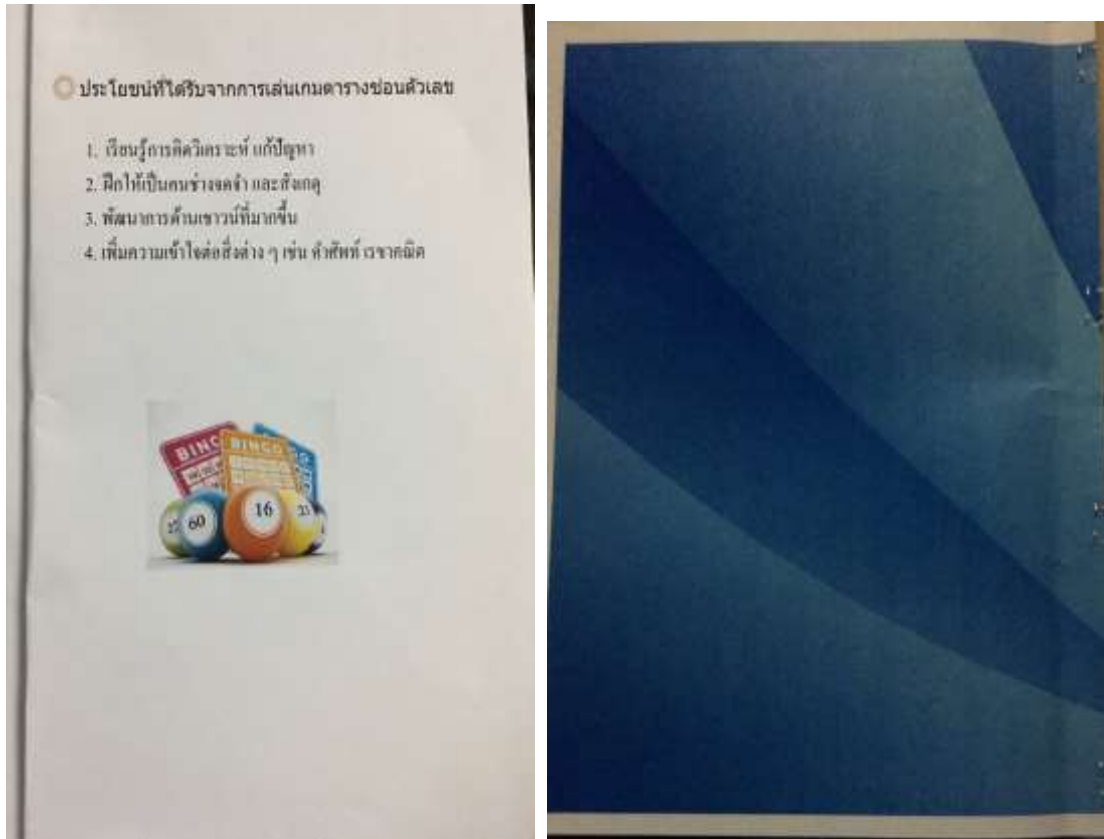 ประโยชน์ที่ได้รับจากการเล่นเกมตารางซ่อนตัวเลข
1. เรียนรู้การคิดวิเคราะห์ แก้ปัญหา
2. ฝึกให้เป็นคนช่างจดจำ และสังเกตุ
3. พัฒนาการด้านเชาวน์ที่มากขึ้น
4. เพิ่มความเข้าใจต่อสิ่งต่าง ๆ เช่น คำศัพท์ เรขาคณิต
BINGO
60
16